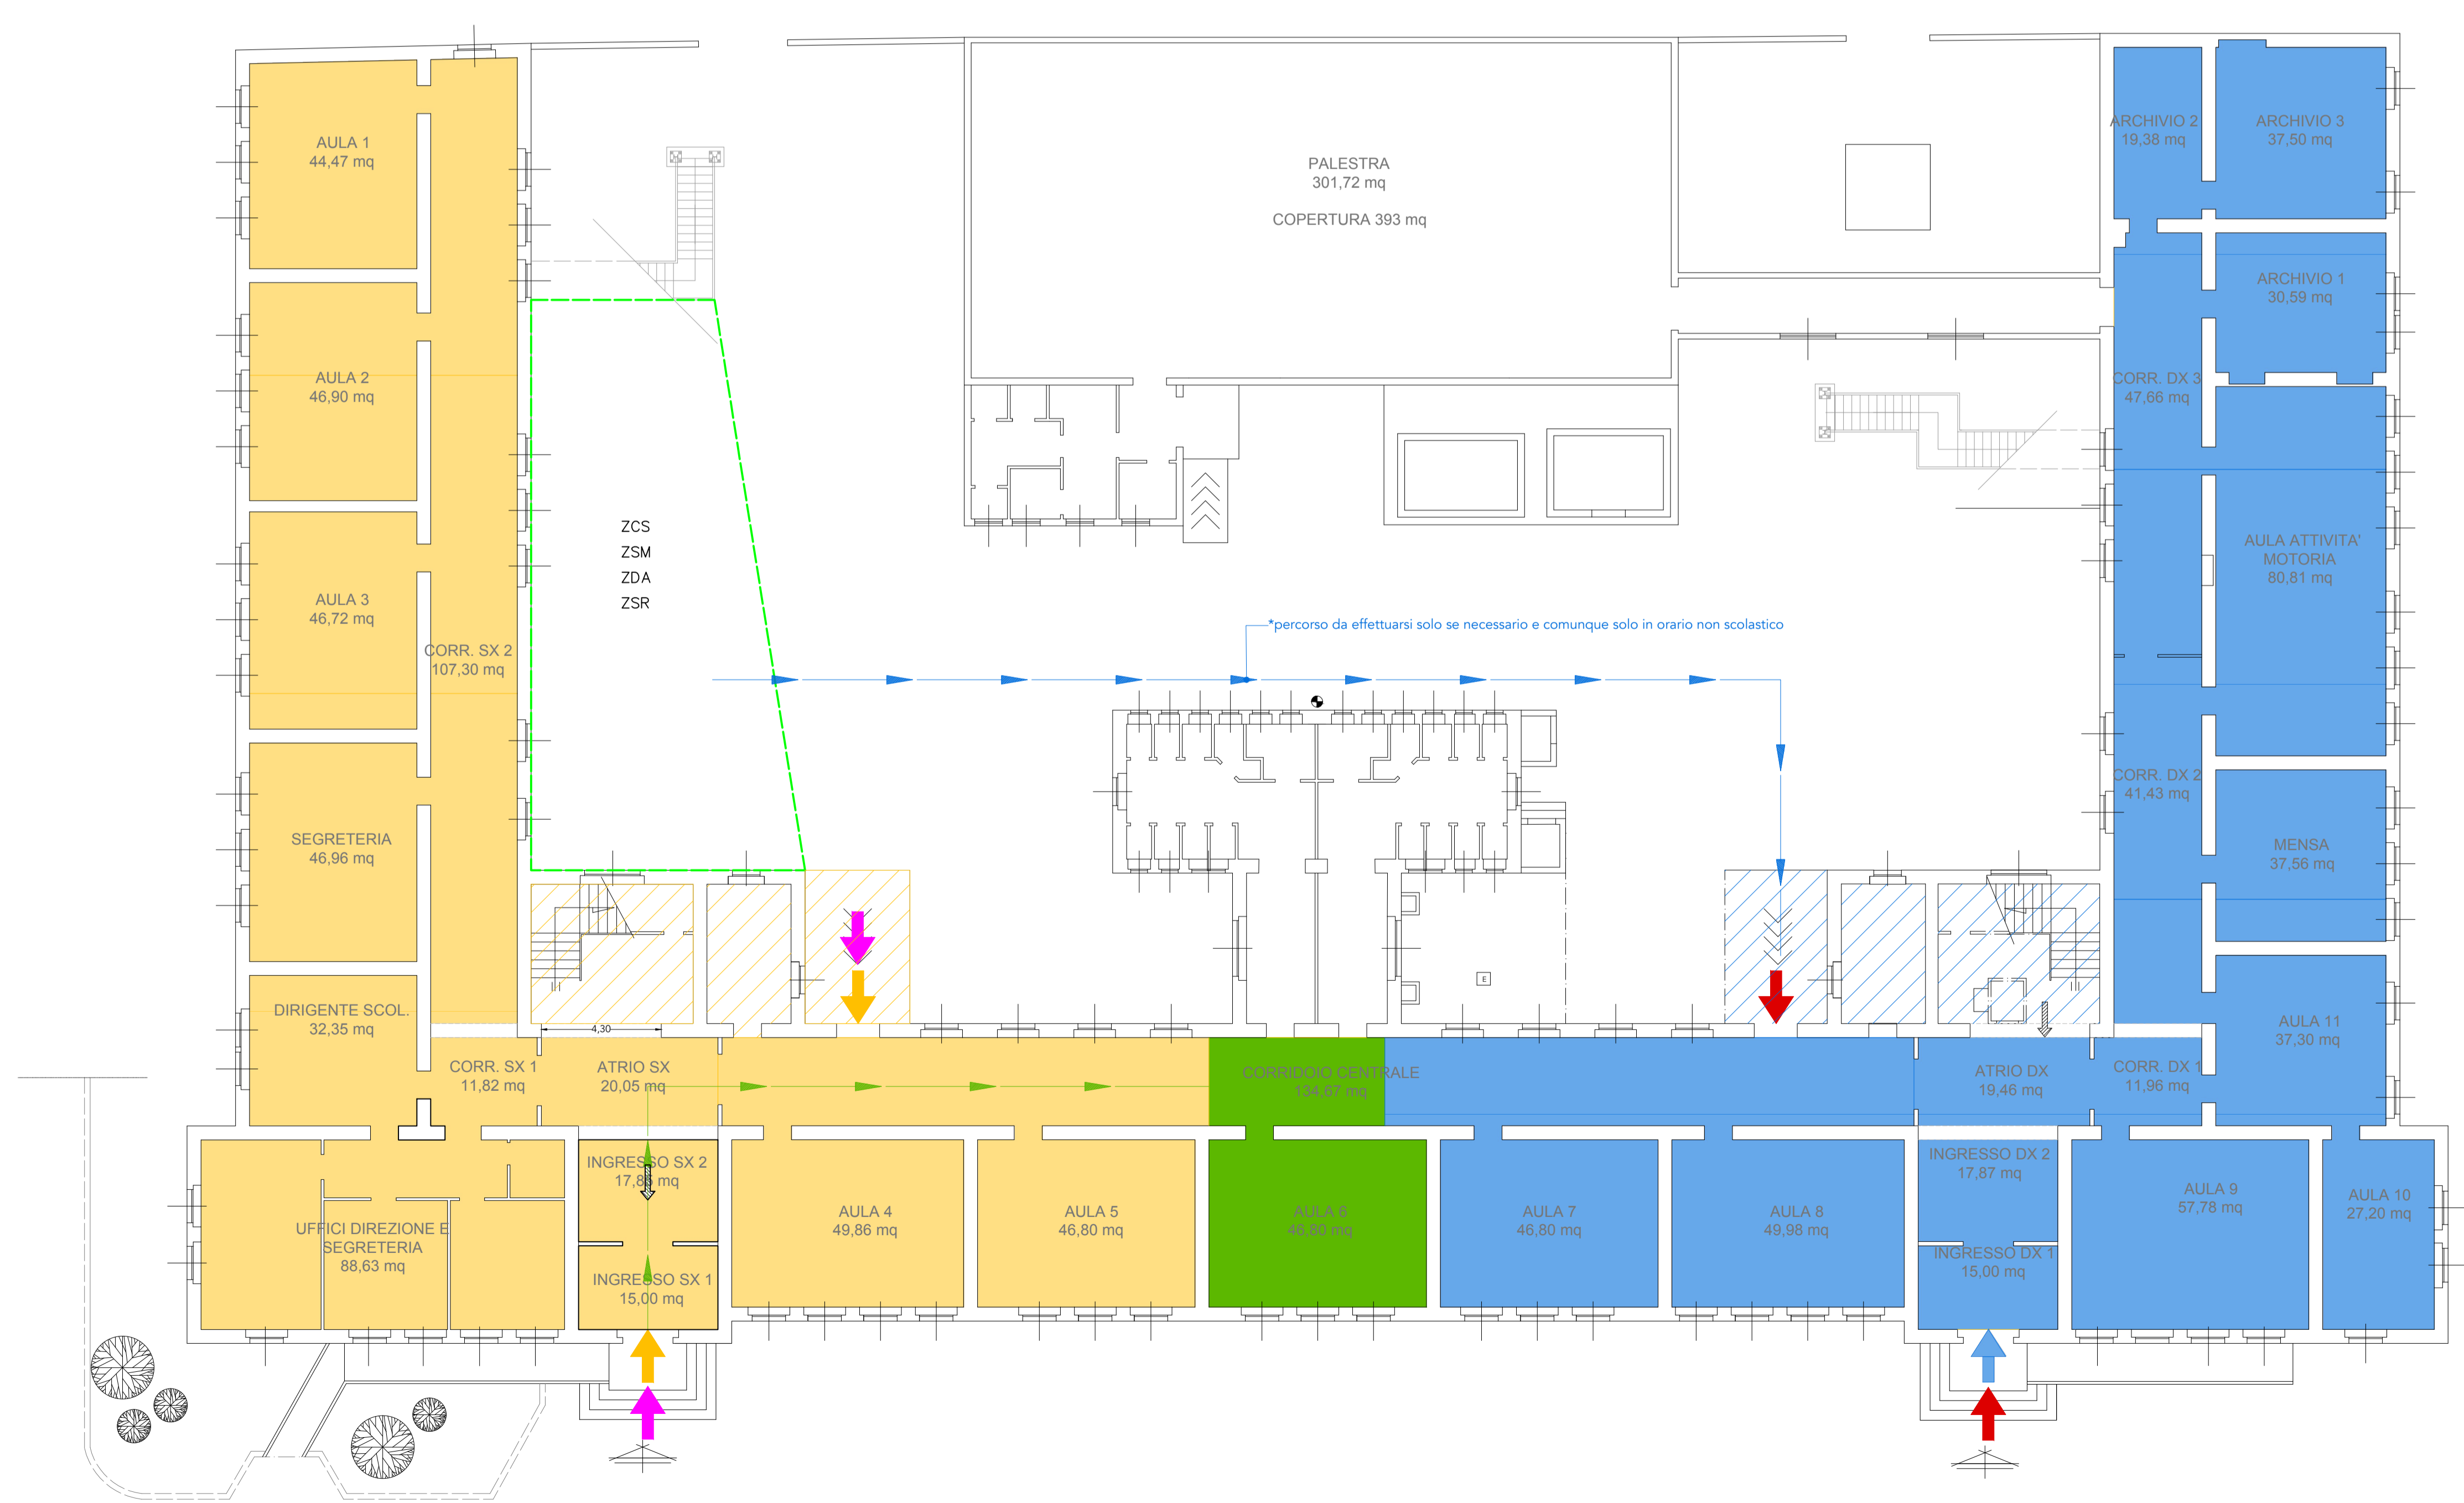 AULA 1
44,47 mq
PALESTRA
301,72 mq
COPERTURA 393 mq
ARCHIVIO 2
19,38 mq
ARCHIVIO 3
37,50 mq
ARCHIVIO 1
30,59 mq
AULA 2
46,90 mq
CORR. DX 3
47,66 mq
ZCS
ZSM
ZDA
ZSR
AULA ATTIVITA'
MOTORIA
80,81 mq
AULA 3
46,72 mq
*percorso da effettuarsi solo se necessario e comunque solo in orario non scolastico
CORR. SX 2
107,30 mq
CORR. DX 2
41,43 mq
SEGRETERIA
46,96 mq
MENSA
37,56 mq
E
DIRIGENTE SCOL.
32,35 mq
4,30
AULA 11
37,30 mq
CORR. SX 1
11,82 mq
ATRIO SX
20,05 mq
CORRIDOIO CENTRALE
134,67 mq
ATRIO DX
19,46 mq
CORR. DX 1
11,96 mq
INGRESSO SX 2
INGRESSO DX 2
17,87 mq
AULA 4
49,86 mq
AULA 5
46,80 mq
AULA 6
46,80 mq
AULA 7
46,80 mq
AULA 8
49,98 mq
AULA 9
57,78 mq
AULA 10
27,20 mq
UFFICI DIREZIONE E
SEGRETERIA
88,63 mq
INGRESSO SX 1
15,00 mq
INGRESSO DX 1
15,00 mq